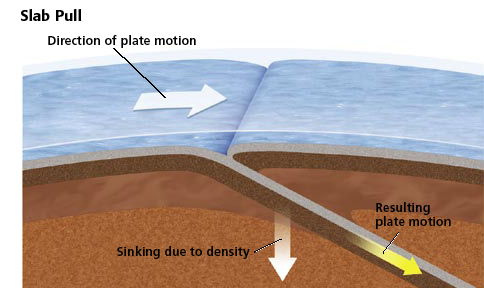 Slab Pull
Direction of plate motion
Resulting
plate motion
Sinking due to density